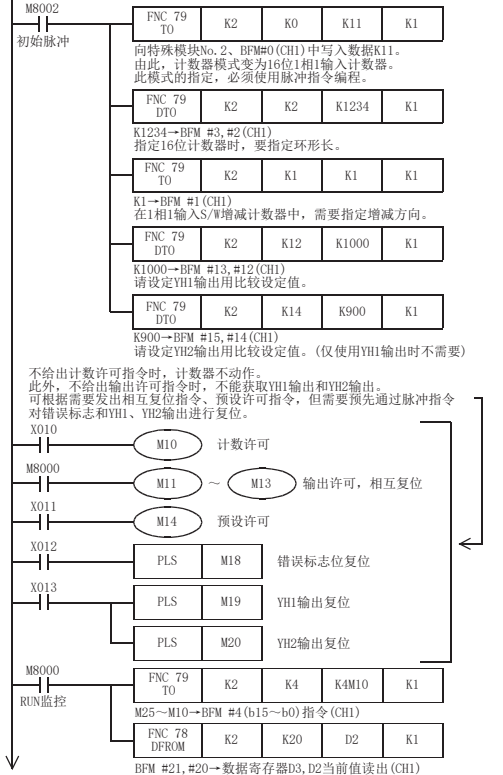 M8002
初始脉冲
FNC 79 TO K2 K0 K11 K1
向特殊模块No.2、BFM#0(CH1)中写入数据K11。
由此，计数器模式变为16位1相1输入计数器。
此模式的指定，必须使用脉冲指令编程。
FNC 79 DTO K2 K2 K1234 K1
K1234→BFM #3,#2(CH1)
指定16位计数器时，要指定环形长。
FNC 79 TO K2 K1 K1 K1
K1→BFM #1(CH1)
在1相1输入S/W增减计数器中，需要指定增减方向。
FNC 79 DTO K2 K12 K1000 K1
K1000→BFM #13,#12(CH1)
请设定YH1输出用比较设定值。
FNC 79 DTO K2 K14 K900 K1
K900→BFM #15,#14(CH1)
请设定YH2输出用比较设定值。(仅使用YH1输出时不需要)
不给出计数许可指令时，计数器不动作。
此外，不给出输出许可指令时，不能获取YH1输出和YH2输出。
可根据需要发出相互复位指令、预设许可指令，但需要预先通过脉冲指令
对错误标志和YH1、YH2输出进行复位。
X010
M10 计数许可
M8000
M11 ～ M13 输出许可，相互复位
X011
M14 预设许可
X012
PLS M18 错误标志位复位
X013
PLS M19 YH1输出复位
PLS M20 YH2输出复位
M8000
RUN监控
FNC 79 TO K2 K4 K4M10 K1
M25～M10→BFM #4(b15～b0)指令(CH1)
FNC 78 DFROM K2 K20 D2 K1
BFM #21,#20→数据寄存器D3,D2当前值读出(CH1)